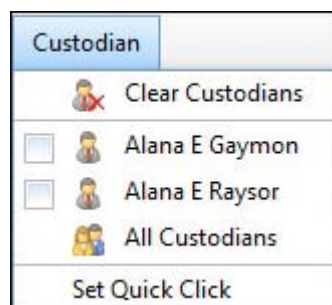 Custodian
Clear Custodians
Alana E Gaymon
Alana E Raysor
All Custodians
Set Quick Click